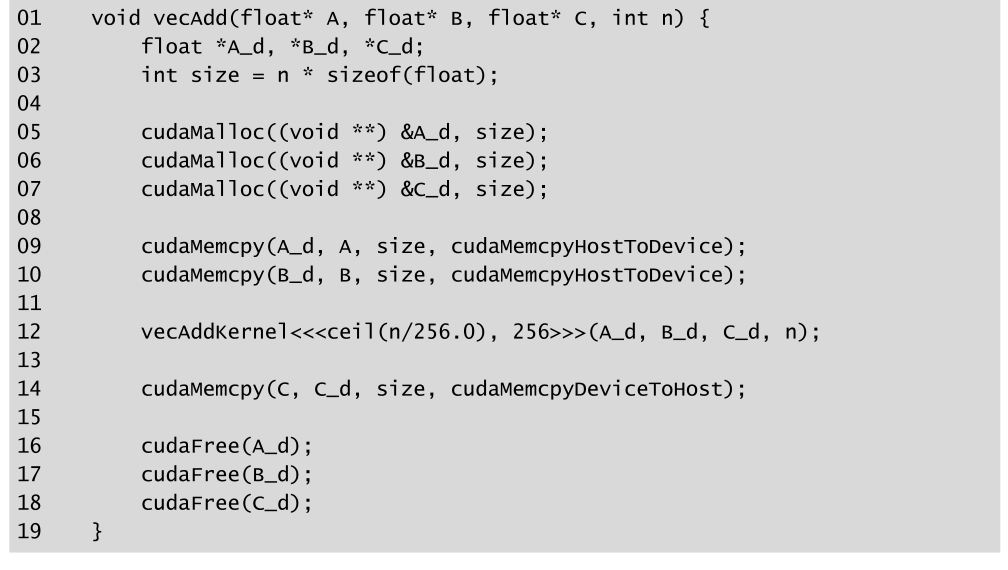 01 void vecAdd(float* A, float* B, float* C, int n) {
02 float *A_d, *B_d, *C_d;
03 int size = n * sizeof(float);
04
05 cudaMalloc((void **) &A_d, size);
06 cudaMalloc((void **) &B_d, size);
07 cudaMalloc((void **) &C_d, size);
08
09 cudaMemcpy(A_d, A, size, cudaMemcpyHostToDevice);
10 cudaMemcpy(B_d, B, size, cudaMemcpyHostToDevice);
11
12 vecAddKernel<<<ceil(n/256.0), 256>>>(A_d, B_d, C_d, n);
13
14 cudaMemcpy(C, C_d, size, cudaMemcpyDeviceToHost);
15
16 cudaFree(A_d);
17 cudaFree(B_d);
18 cudaFree(C_d);
19 }